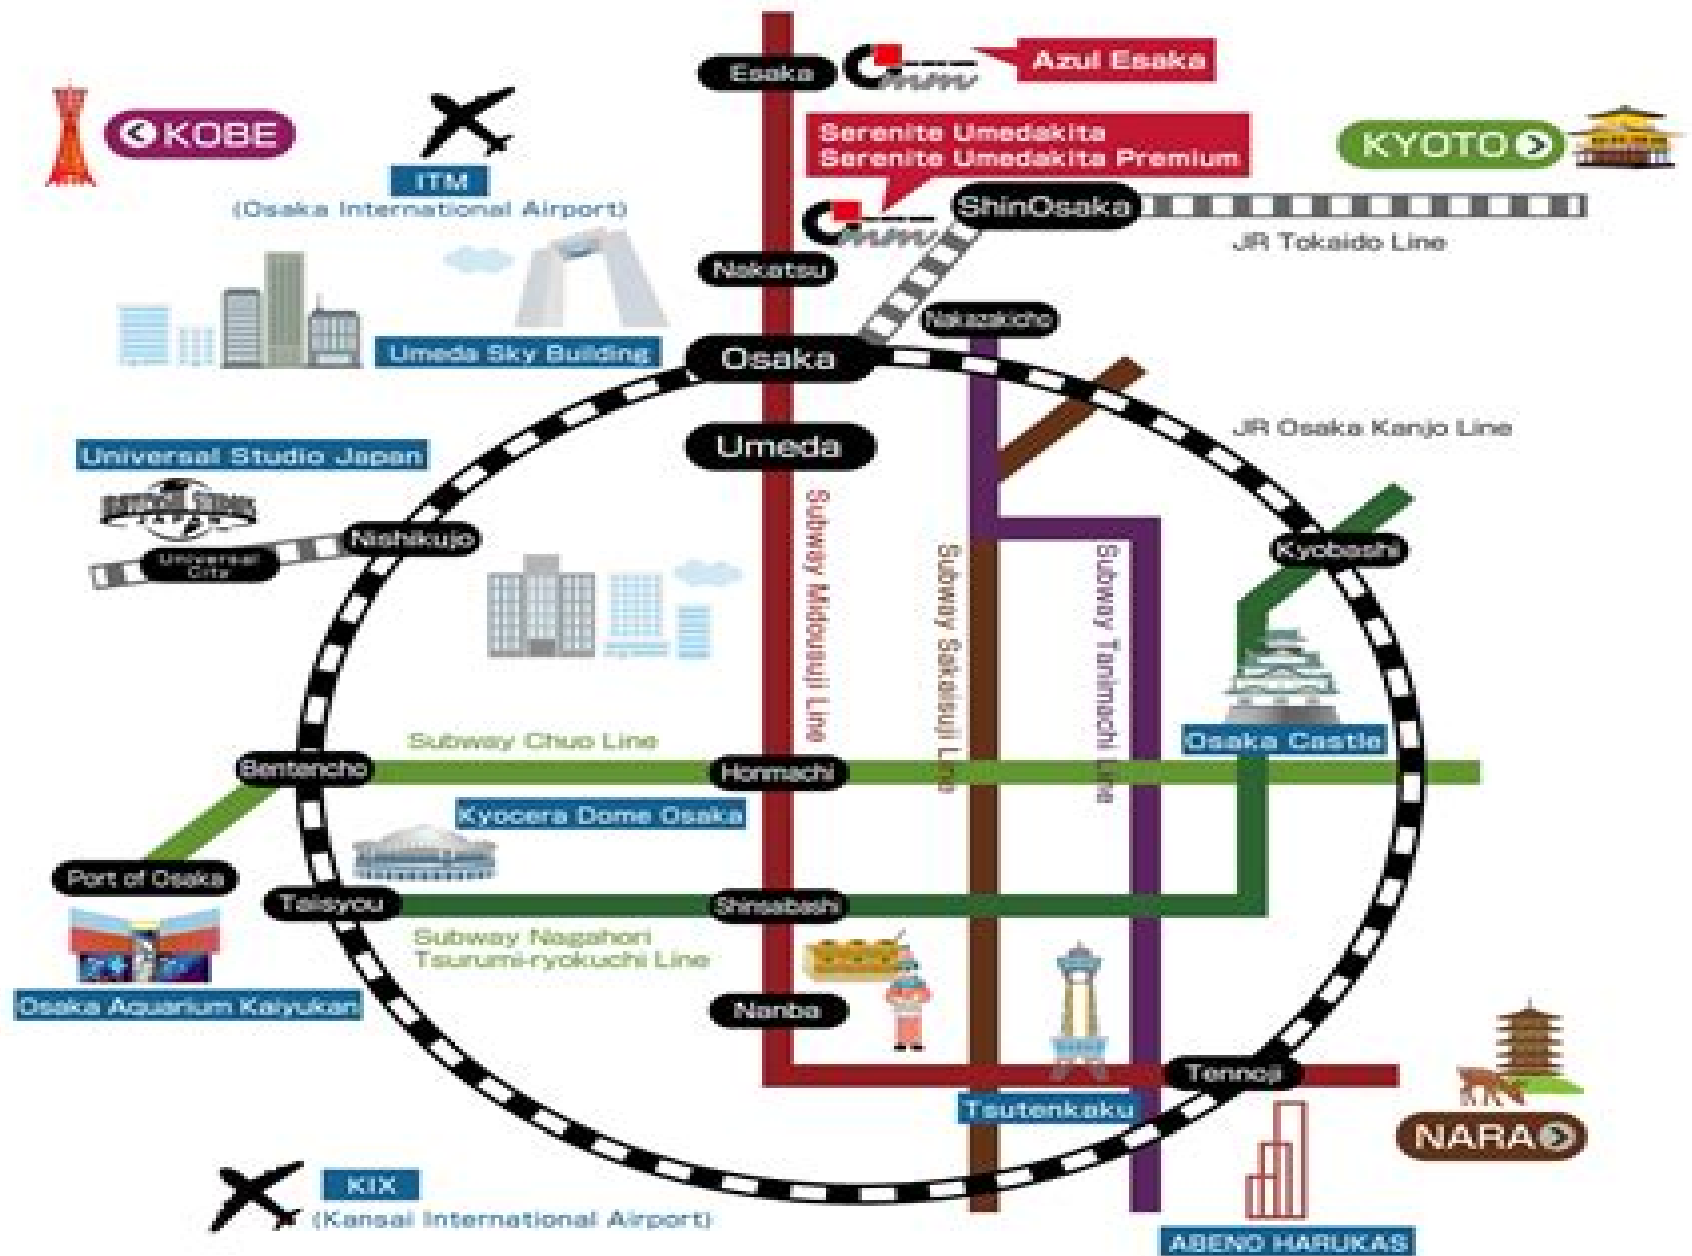 Esaka
Azul Esaka
KOBE
ITM
(Osaka International Airport)
Serenite Umedakita
Serenite Umedakita Premium
KYOTO
ShinOsaka
JR Tokaido Line
Nakatsu
Nakazakicho
Umeda Sky Building
Osaka
JR Osaka Kanjo Line
Umeda
Universal Studio Japan
JAPAN
Nishikujo
Universal
City
Kyobashi
Subway Midousuji Line
Subway Sakaisuji Line
Subway Tanimachi Line
Osaka Castle
Subway Chuo Line
Bentencho
Honmachi
Kyocera Dome Osaka
Port of Osaka
Taisyou
Shinsaibashi
Subway Nagahori
Tsurumi-ryokuchi Line
Osaka Aquarium Kaiyukan
Nanba
Tennoji
Tsutenkaku
NARA
KIX
(Kansai International Airport)
ABENO HARUKAS